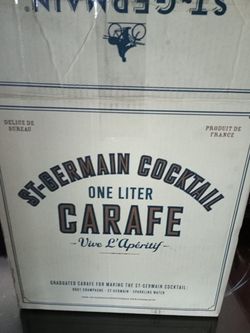 ST-GERMAIN
DELICE DE
SUREAU
PRODUIT DE
FRANCE
ST-GERMAIN COCKTAIL
ONE LITER
CARAFE
- Vive L'Apéritif -
GRADUATED CARAFE FOR MAKING THE ST-GERMAIN COCKTAIL
BRUT CHAMPAGNE · ST-GERMAIN · SPARKLING WATER